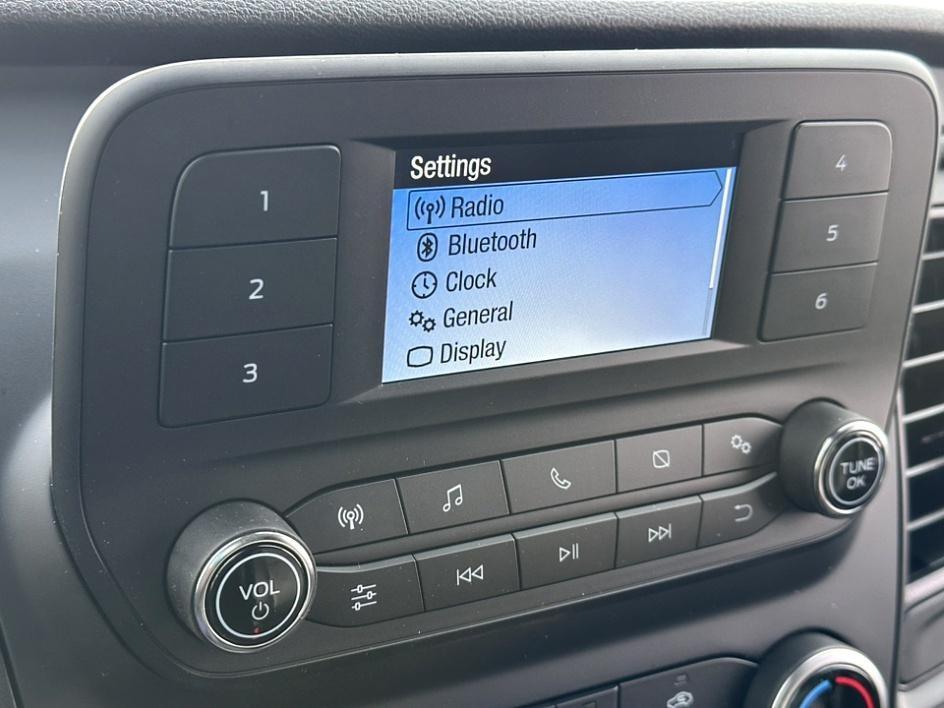 Settings
Radio
Bluetooth
Clock
General
Display
1
2
3
4
5
6
VOL
TUNE
OK